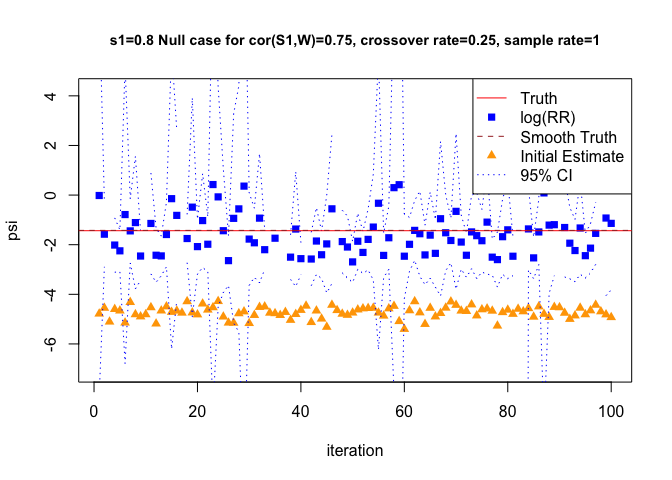 s1=0.8 Null case for cor(S1,W)=0.75, crossover rate=0.25, sample rate=1
Truth
log(RR)
Smooth Truth
Initial Estimate
95% CI
psi
4
2
0
-2
-4
-6
0 20 40 60 80 100
iteration